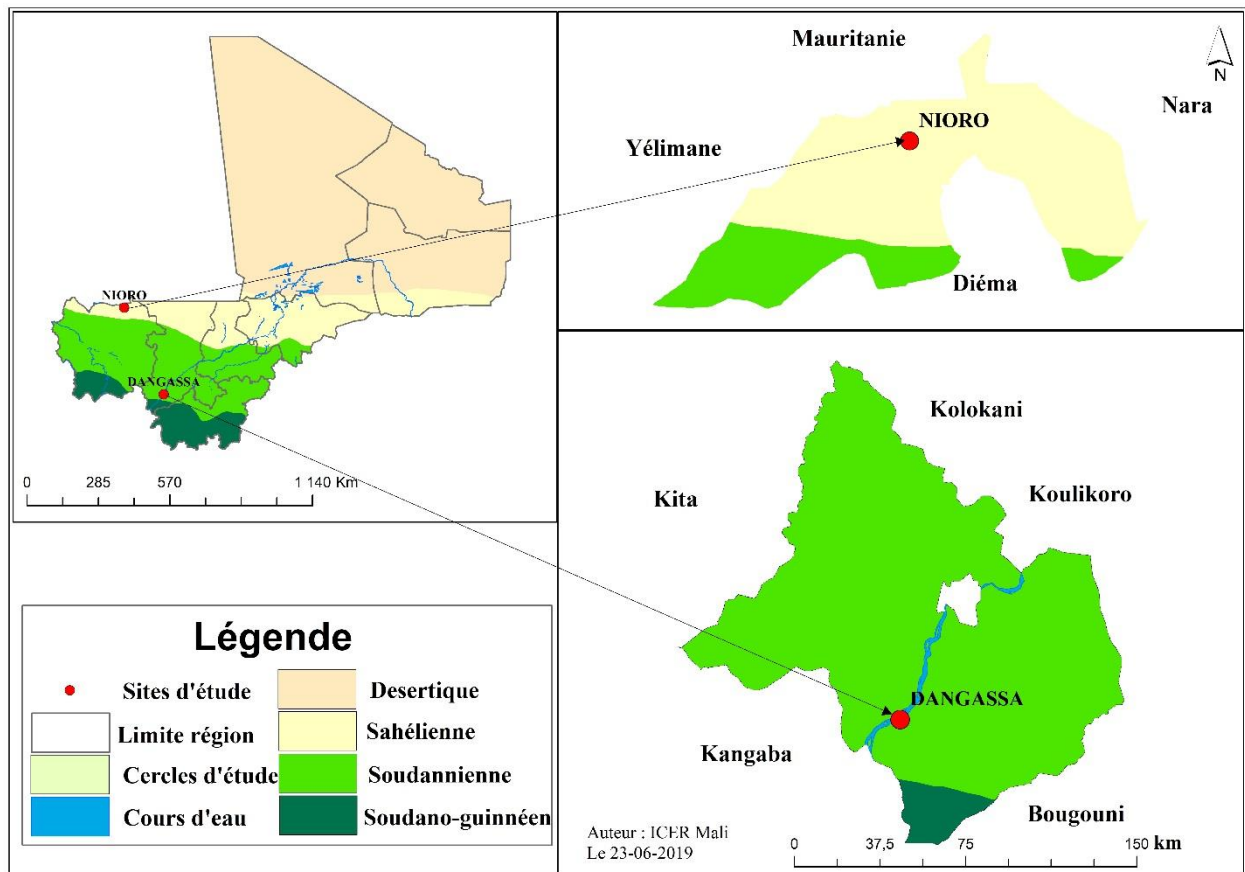 NIORO
DANGASSA
0 285 570 1 140 Km
Mauritanie
N
Nara
NIORO
Yélimane
Diéma
Kolokani
Kita
Koulikoro
DANGASSA
Kangaba
Bougouni
Auteur : ICER Mali
Le 23-06-2019
0 37,5 75 150 km
Légende
Sites d'étude
Limite région
Cercles d'étude
Cours d'eau
Desertique
Sahélienne
Soudannienne
Soudano-guinnéen